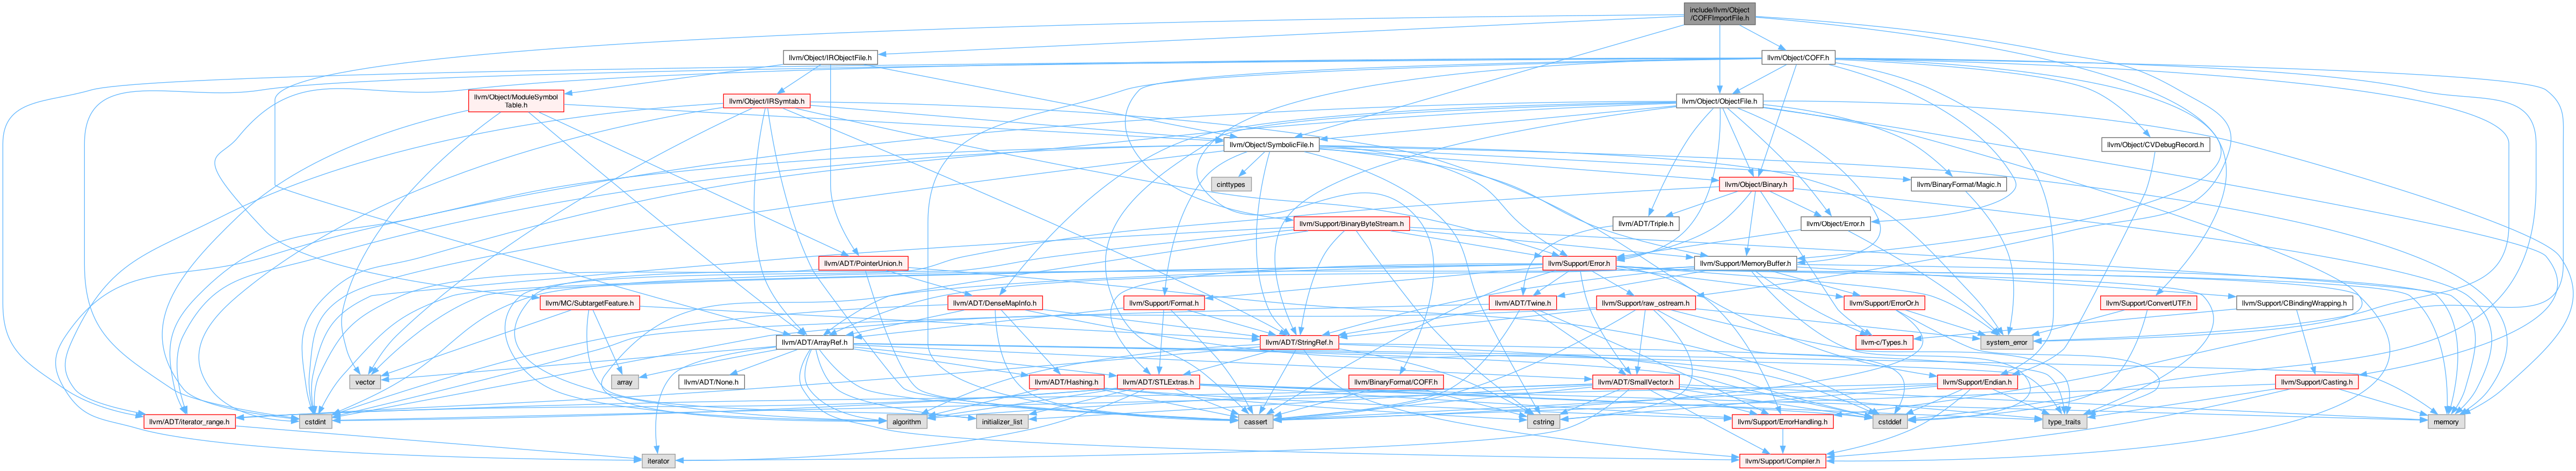 include/llvm/Object
/COFFImportFile.h
llvm/Object/IRObjectFile.h
llvm/Object/COFF.h
llvm/Object/ModuleSymbol
Table.h
llvm/Object/IRSymtab.h
llvm/Object/ObjectFile.h
llvm/Object/SymbolicFile.h
llvm/Object/CVDebugRecord.h
cinttypes
llvm/Object/Binary.h
llvm/BinaryFormat/Magic.h
llvm/Support/BinaryByteStream.h
llvm/ADT/Triple.h
llvm/Object/Error.h
llvm/ADT/PointerUnion.h
llvm/Support/Error.h
llvm/Support/MemoryBuffer.h
llvm/MC/SubtargetFeature.h
llvm/ADT/DenseMapInfo.h
llvm/Support/Format.h
llvm/ADT/Twine.h
llvm/Support/raw_ostream.h
llvm/Support/ErrorOr.h
llvm/Support/ConvertUTF.h
llvm/Support/CBindingWrapping.h
llvm/ADT/ArrayRef.h
llvm/ADT/StringRef.h
llvm-c/Types.h
system_error
vector
array
llvm/ADT/None.h
llvm/ADT/Hashing.h
llvm/ADT/STLExtras.h
llvm/BinaryFormat/COFF.h
llvm/ADT/SmallVector.h
llvm/Support/Endian.h
llvm/Support/Casting.h
llvm/ADT/iterator_range.h
cstdint
algorithm
initializer_list
cassert
cstring
llvm/Support/ErrorHandling.h
cstddef
type_traits
memory
iterator
llvm/Support/Compiler.h